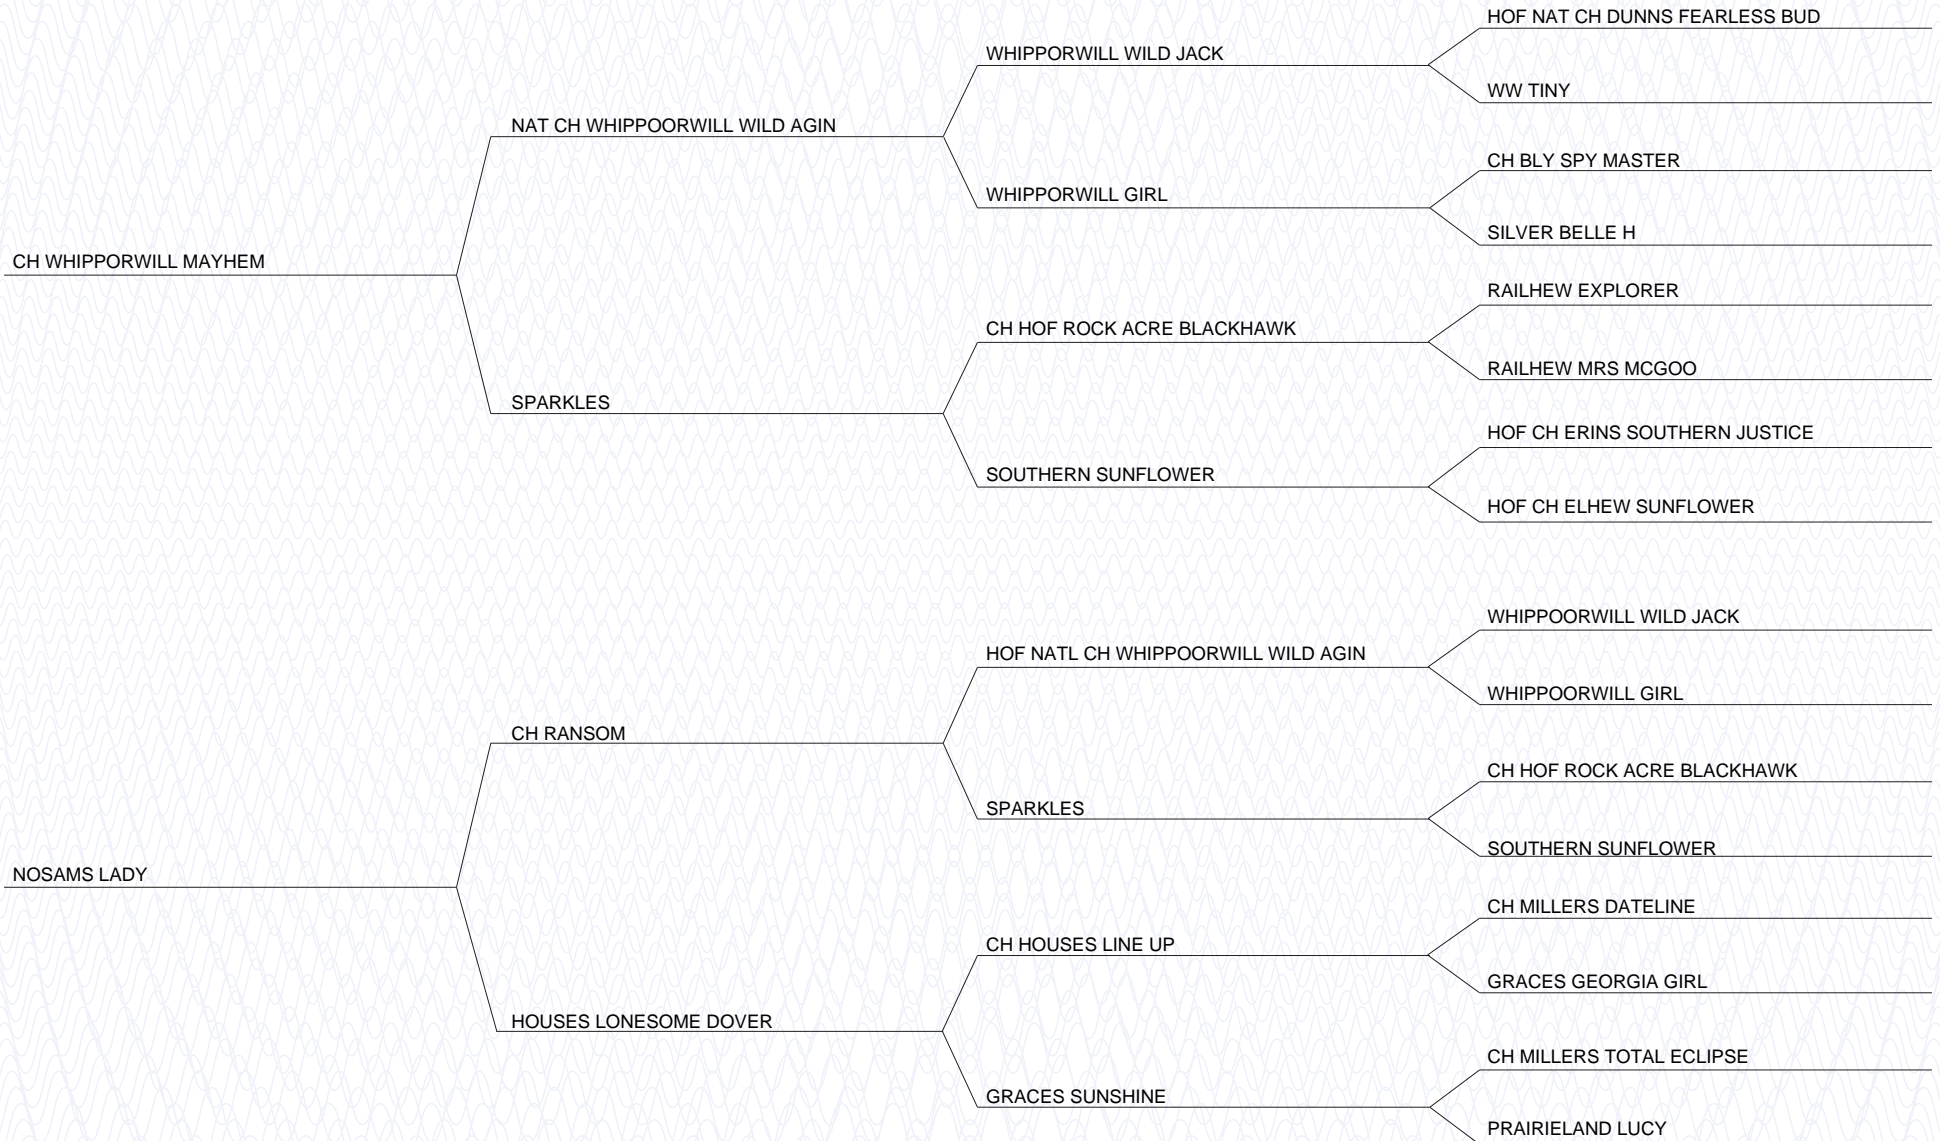 HOF NAT CH DUNNS FEARLESS BUD
WHIPPORWILL WILD JACK
WW TINY
NAT CH WHIPPOORWILL WILD AGIN
CH BLY SPY MASTER
WHIPPORWILL GIRL
SILVER BELLE H
CH WHIPPORWILL MAYHEM
RAILHEW EXPLORER
CH HOF ROCK ACRE BLACKHAWK
RAILHEW MRS MCGOO
SPARKLES
HOF CH ERINS SOUTHERN JUSTICE
SOUTHERN SUNFLOWER
HOF CH ELHEW SUNFLOWER
WHIPPOORWILL WILD JACK
HOF NATL CH WHIPPOORWILL WILD AGIN
WHIPPOORWILL GIRL
CH RANSOM
CH HOF ROCK ACRE BLACKHAWK
SPARKLES
SOUTHERN SUNFLOWER
NOSAMS LADY
CH MILLERS DATELINE
CH HOUSES LINE UP
GRACES GEORGIA GIRL
HOUSES LONESOME DOVER
CH MILLERS TOTAL ECLIPSE
GRACES SUNSHINE
PRAIRIELAND LUCY